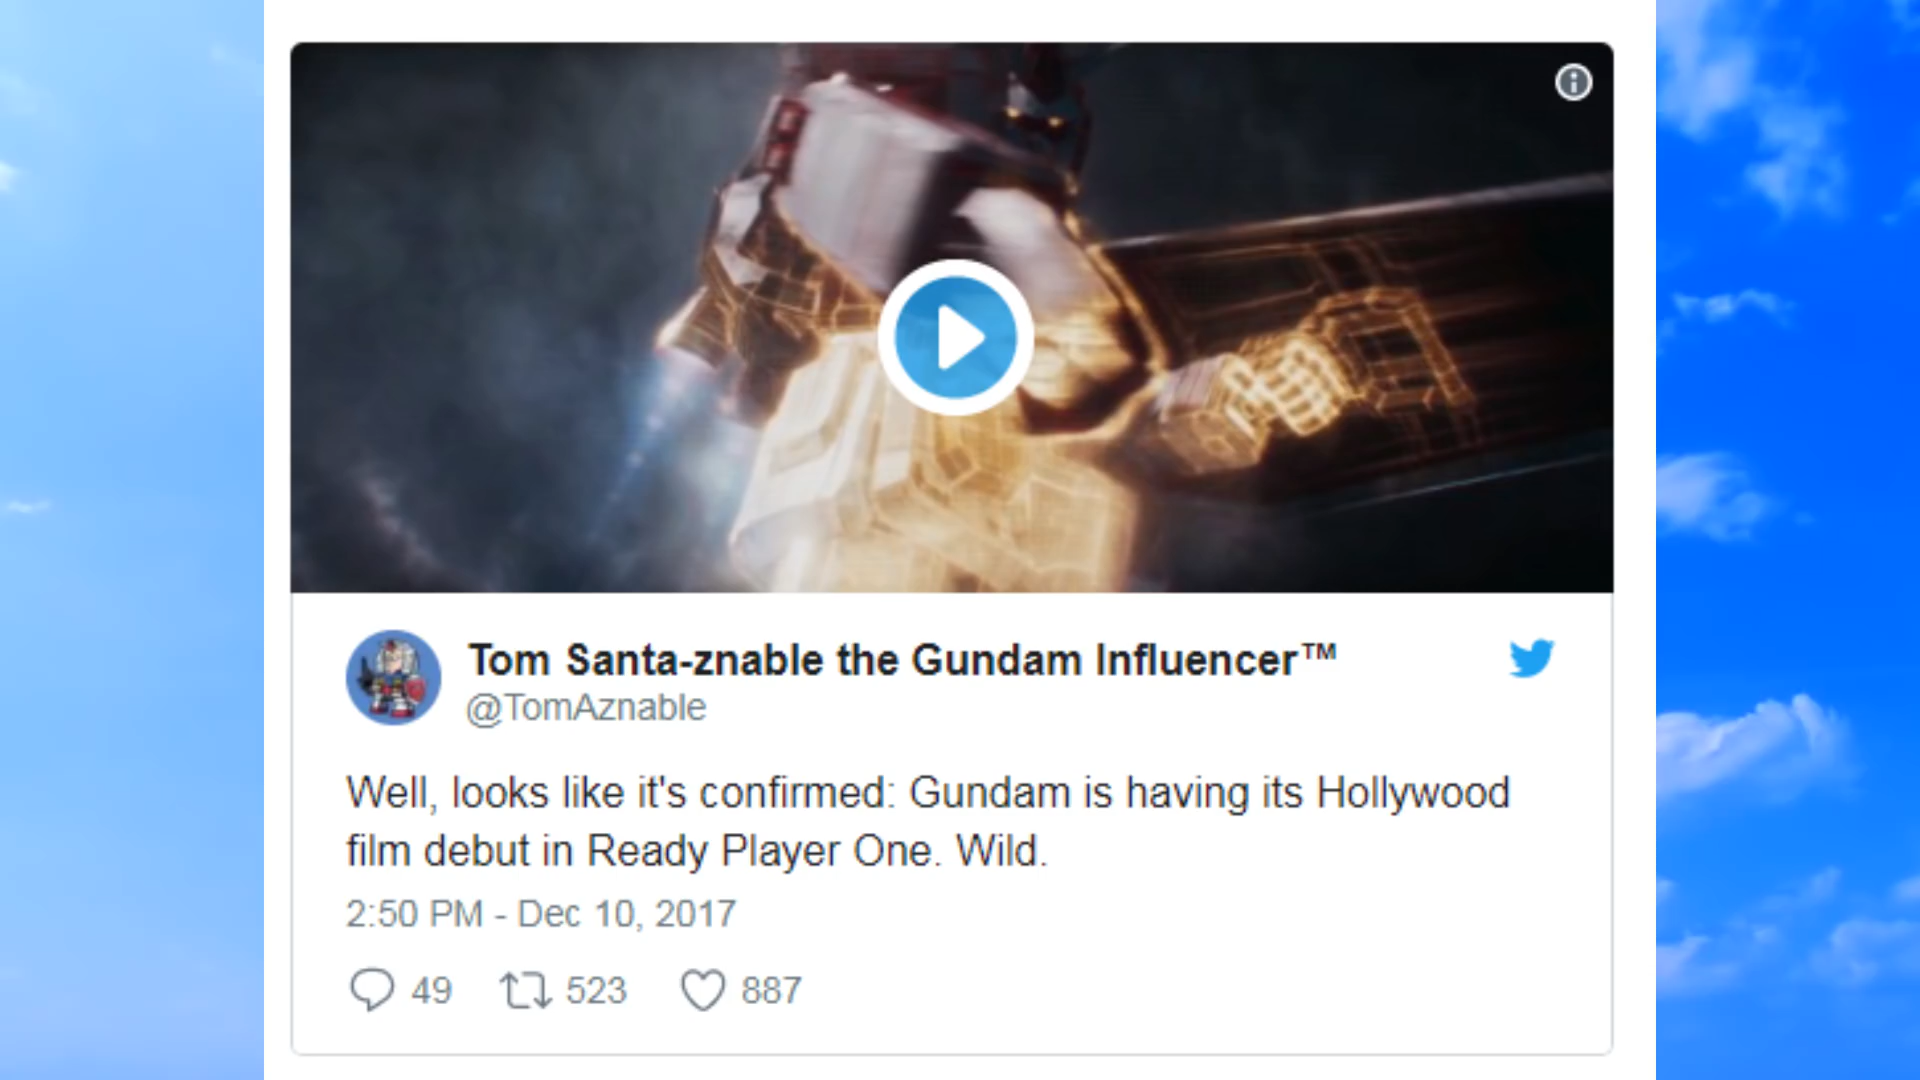 Tom Santa-znable the Gundam Influencer™
@TomAznable
Well, looks like it's confirmed: Gundam is having its Hollywood
film debut in Ready Player One. Wild.
2:50 PM - Dec 10, 2017
49 523 887